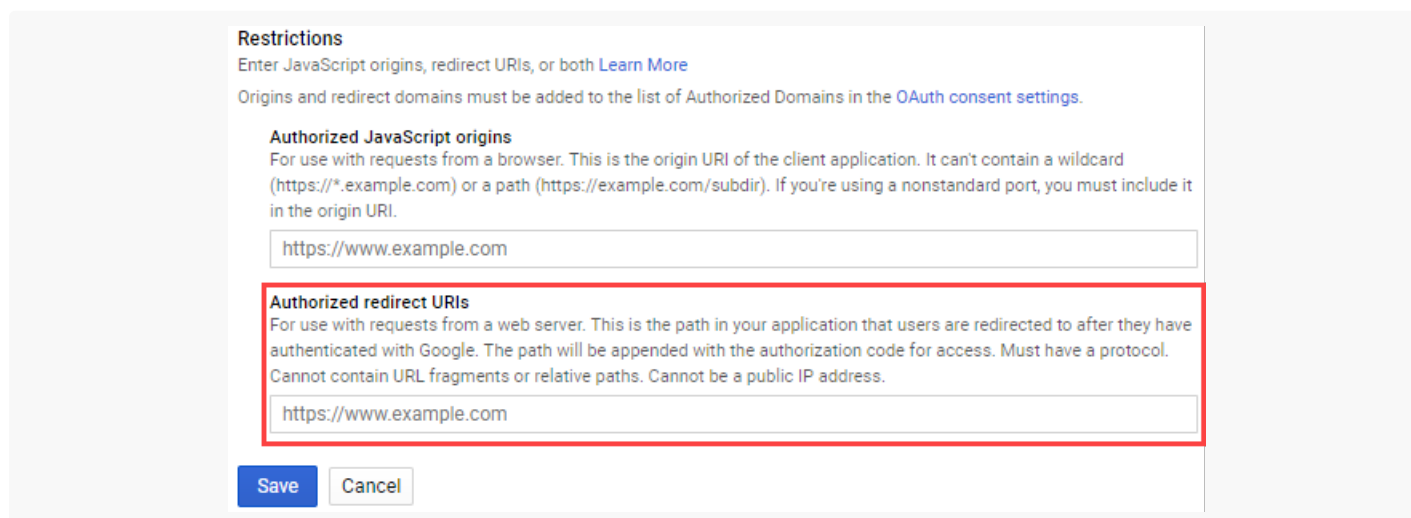 Restrictions
Enter JavaScript origins, redirect URIs, or both Learn More
Origins and redirect domains must be added to the list of Authorized Domains in the OAuth consent settings.
Authorized JavaScript origins
For use with requests from a browser. This is the origin URI of the client application. It can't contain a wildcard
(https://*.example.com) or a path (https://example.com/subdir). If you're using a nonstandard port, you must include it
in the origin URI.
https://www.example.com
Authorized redirect URIs
For use with requests from a web server. This is the path in your application that users are redirected to after they have
authenticated with Google. The path will be appended with the authorization code for access. Must have a protocol.
Cannot contain URL fragments or relative paths. Cannot be a public IP address.
https://www.example.com
Save Cancel